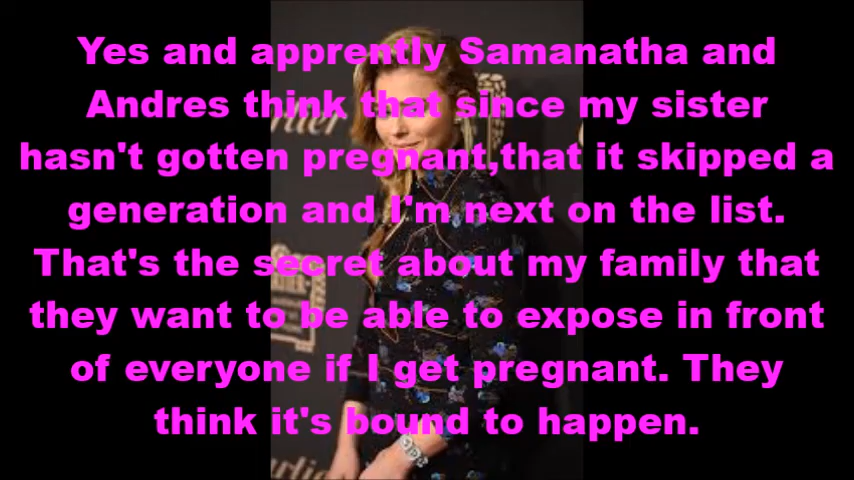 Yes and apprently Samanatha and
Andres think that since my sister
hasn't gotten pregnant,that it skipped a
generation and I'm next on the list.
That's the secret about my family that
they want to be able to expose in front
of everyone if I get pregnant. They
think it's bound to happen.